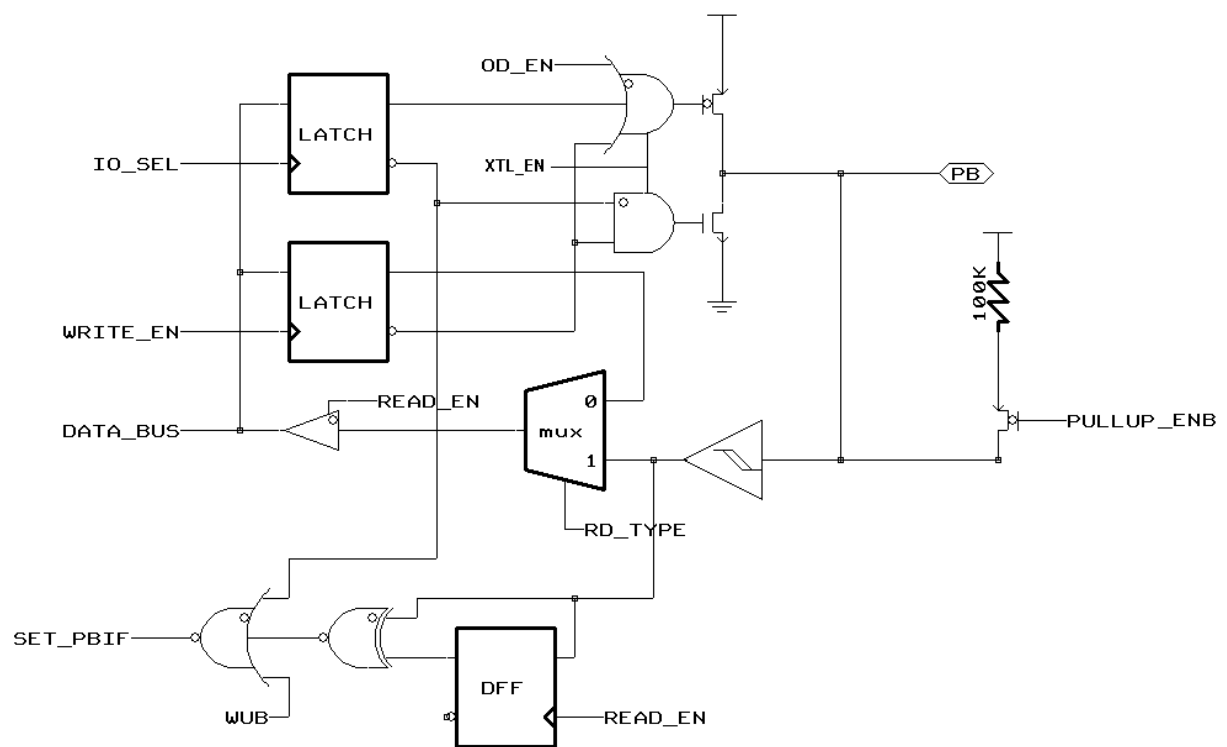 OD_EN
LATCH
IO_SEL
XTL_EN
PB
LATCH
100K
WRITE_EN
READ_EN
0
DATA_BUS
mux
PULLUP_ENB
1
RD_TYPE
SET_PBIF
DFF
WUB
READ_EN